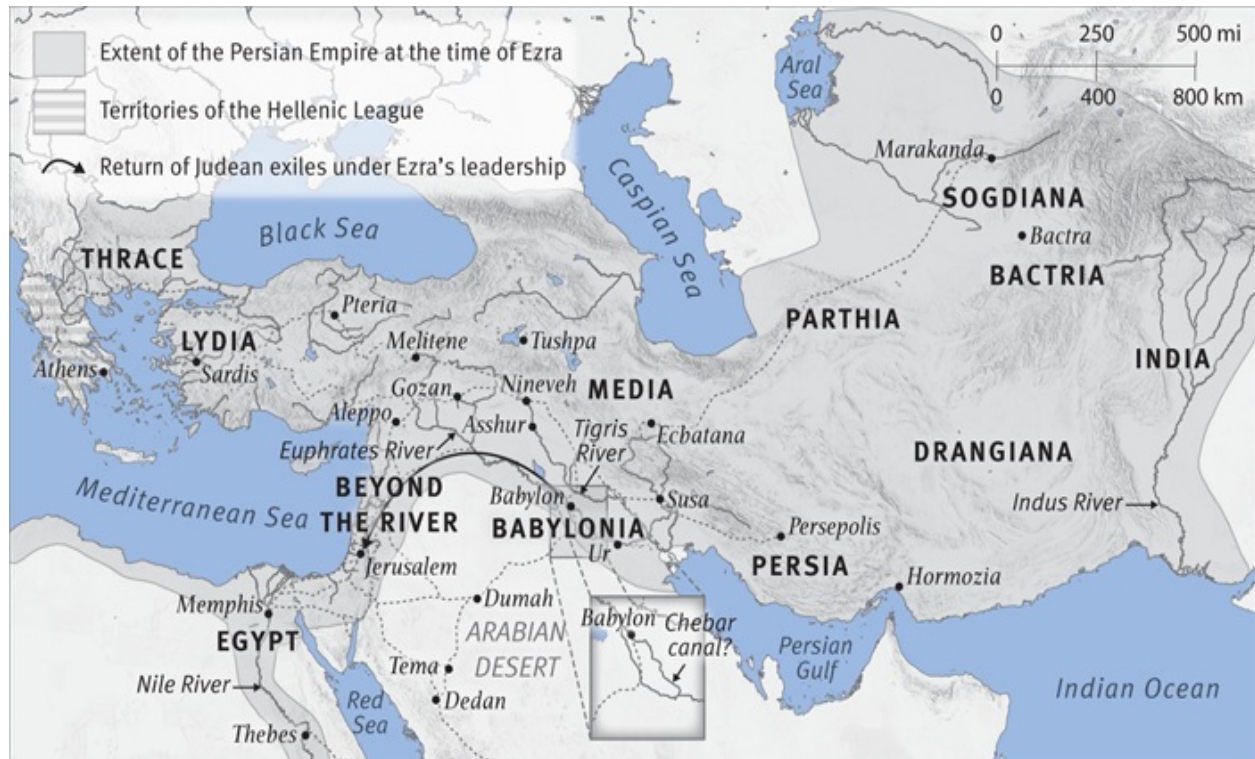 Extent of the Persian Empire at the time of Ezra
Territories of the Hellenic League
Return of Judean exiles under Ezra's leadership
0 250 500 mi
0 400 800 km
Aral
Sea
Caspian Sea
Black Sea
Marakanda
SOGDIANA
Bactra
BACTRIA
THRACE
Pteria
PARTHIA
LYDIA
Sardis
Athens
Melitene
Tushpa
INDIA
Gozan
Nineveh
MEDIA
Aleppo
Asshur
Tigris
River
Ecbatana
Euphrates River
DRANGIANA
Mediterranean Sea
BEYOND
THE RIVER
Babylon
BABYLONIA
Susa
Indus River
Persepolis
Ur
PERSIA
Jerusalem
Hormozia
Memphis
EGYPT
Dumah
ARABIAN
DESERT
Babylon
Chebar
canal?
Persian
Gulf
Tema
Dedan
Nile River
Red
Sea
Indian Ocean
Thebes